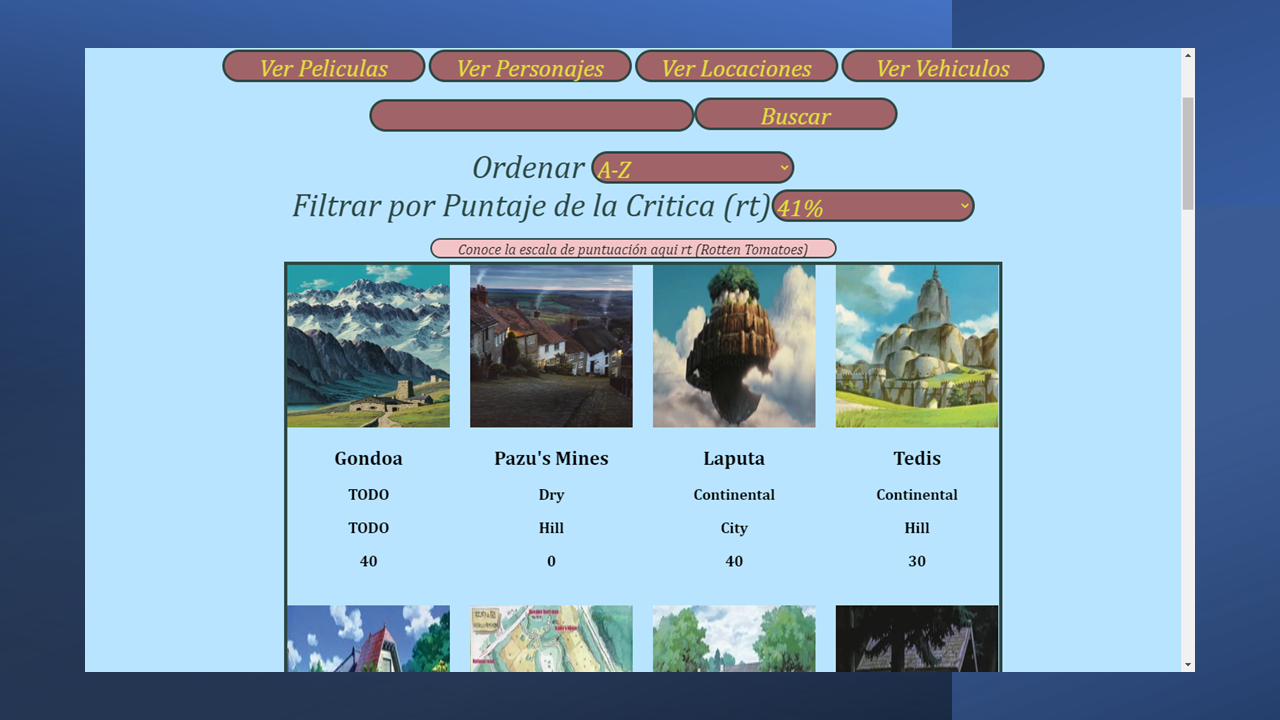 Ver Peliculas Ver Personajes Ver Locaciones Ver Vehiculos
Buscar
Ordenar A-Z
Filtrar por Puntaje de la Critica (rt) 41%
Conoce la escala de puntuación aqui rt (Rotten Tomatoes)
Gondoa Pazu's Mines Laputa Tedis
TODO Dry Continental Continental
TODO Hill City Hill
40 0 40 30